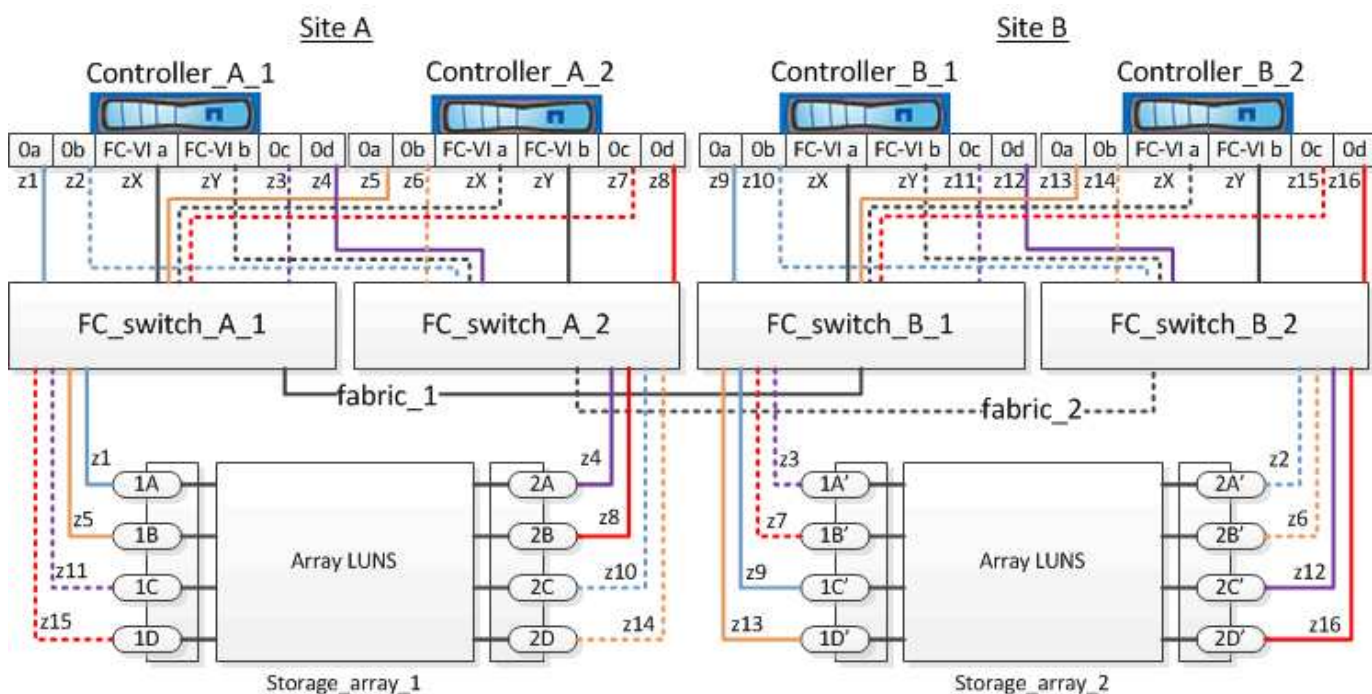 Site A Site B
Controller_A_1 Controller_A_2 Controller_B_1 Controller_B_2
0a 0b FC-VI a FC-VI b 0c 0d 0a 0b FC-VI a FC-VI b 0c 0d 0a 0b FC-VI a FC-VI b 0c 0d 0a 0b FC-VI a FC-VI b 0c 0d
z1 z2 zX zY z3 z4 z5 z6 zX zY z7 z8 z9 z10 zX zY z11 z12 z13 z14 zX zY z15 z16
FC_switch_A_1 FC_switch_A_2 FC_switch_B_1 FC_switch_B_2
fabric_1 fabric_2
z1 z4 z3 z2
1A 2A 1A' 2A'
z5 z8 z7 z6
1B 2B 1B' 2B'
Array LUNS Array LUNS
z11 z10 z9 z12
1C 2C 1C' 2C'
z15 z14 z13 z16
1D 2D 1D' 2D'
Storage_array_1 Storage_array_2